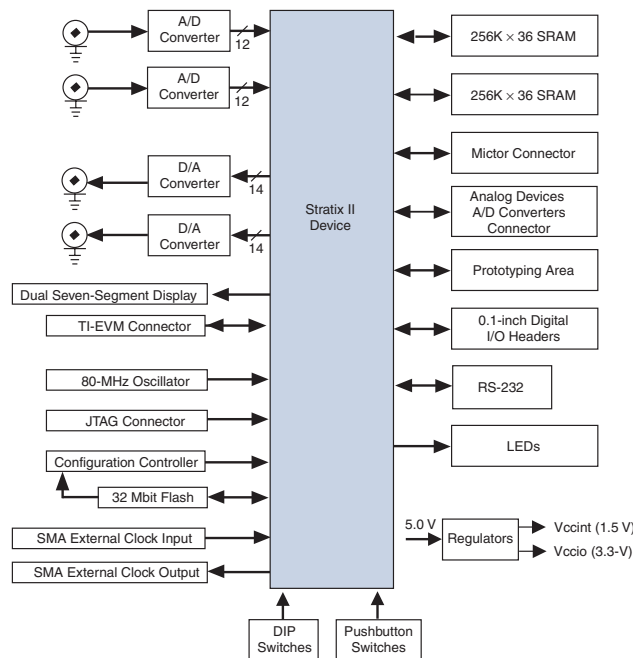 A/D
Converter
12
A/D
Converter
12
D/A
Converter
14
D/A
Converter
14
Dual Seven-Segment Display
TI-EVM Connector
80-MHz Oscillator
JTAG Connector
Configuration Controller
32 Mbit Flash
SMA External Clock Input
SMA External Clock Output
Stratix II
Device
256K × 36 SRAM
256K × 36 SRAM
Mictor Connector
Analog Devices
A/D Converters
Connector
Prototyping Area
0.1-inch Digital
I/O Headers
RS-232
LEDs
5.0 V
Regulators
Vccint (1.5 V)
Vccio (3.3-V)
DIP
Switches
Pushbutton
Switches